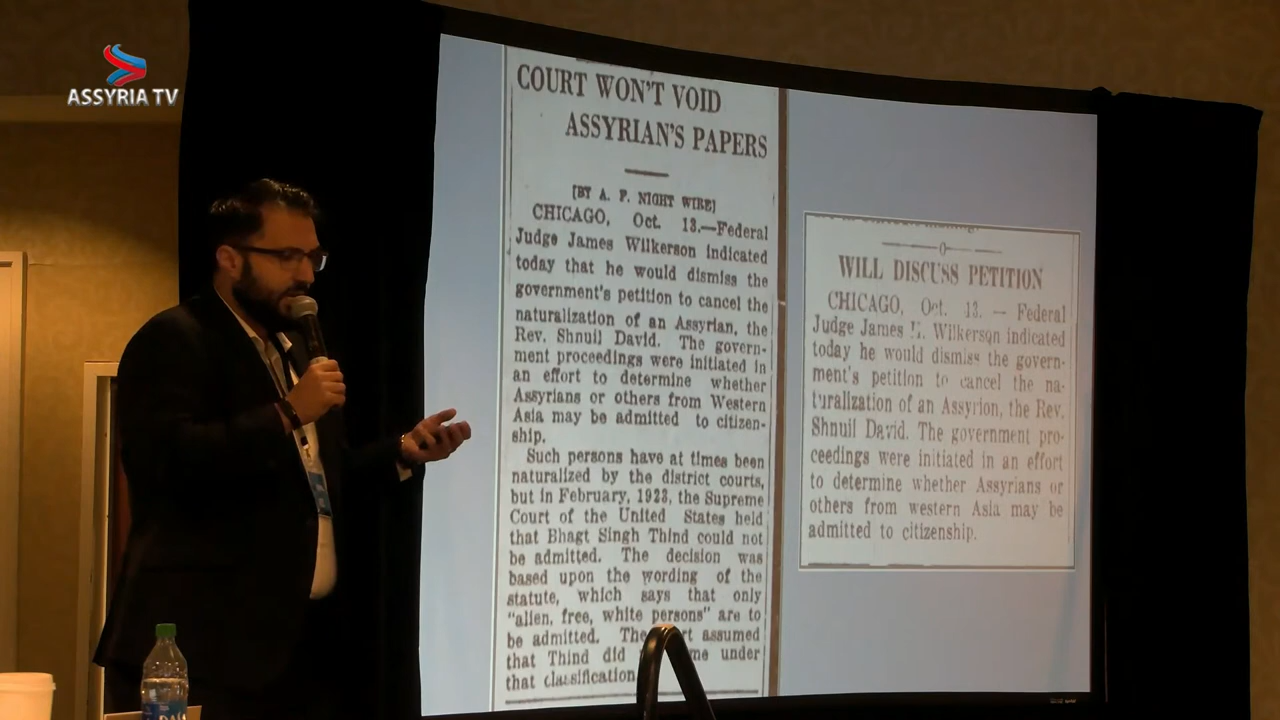 ASSYRIA TV
COURT WON'T VOID
ASSYRIAN'S PAPERS
[BY A. P. NIGHT WIRE]
CHICAGO, Oct. 13.—Federal
Judge James Wilkerson indicated
today that he would dismiss the
government's petition to cancel the
naturalization of an Assyrian, the
Rev. Shnuil David. The govern-
ment proceedings were initiated in
an effort to determine whether
Assyrians or others from Western
Asia may be admitted to citizen-
ship.
Such persons have at times been
naturalized by the district courts,
but in February, 1923, the Supreme
Court of the United States held
that Bhagt Singh Thind could not
be admitted. The decision was
based upon the wording of the
statute, which says that only
"alien, free, white persons" are to
be admitted. assumed
that Thind did under
that classification
WILL DISCUSS PETITION
CHICAGO, Oct. 13. — Federal
Judge James Wilkerson indicated
today he would dismiss the govern-
ment's petition to cancel the na-
turalization of an Assyrion, the Rev.
Shnuil David. The government pro-
ceedings were initiated in an effort
to determine whether Assyrians or
others from western Asia may be
admitted to citizenship.